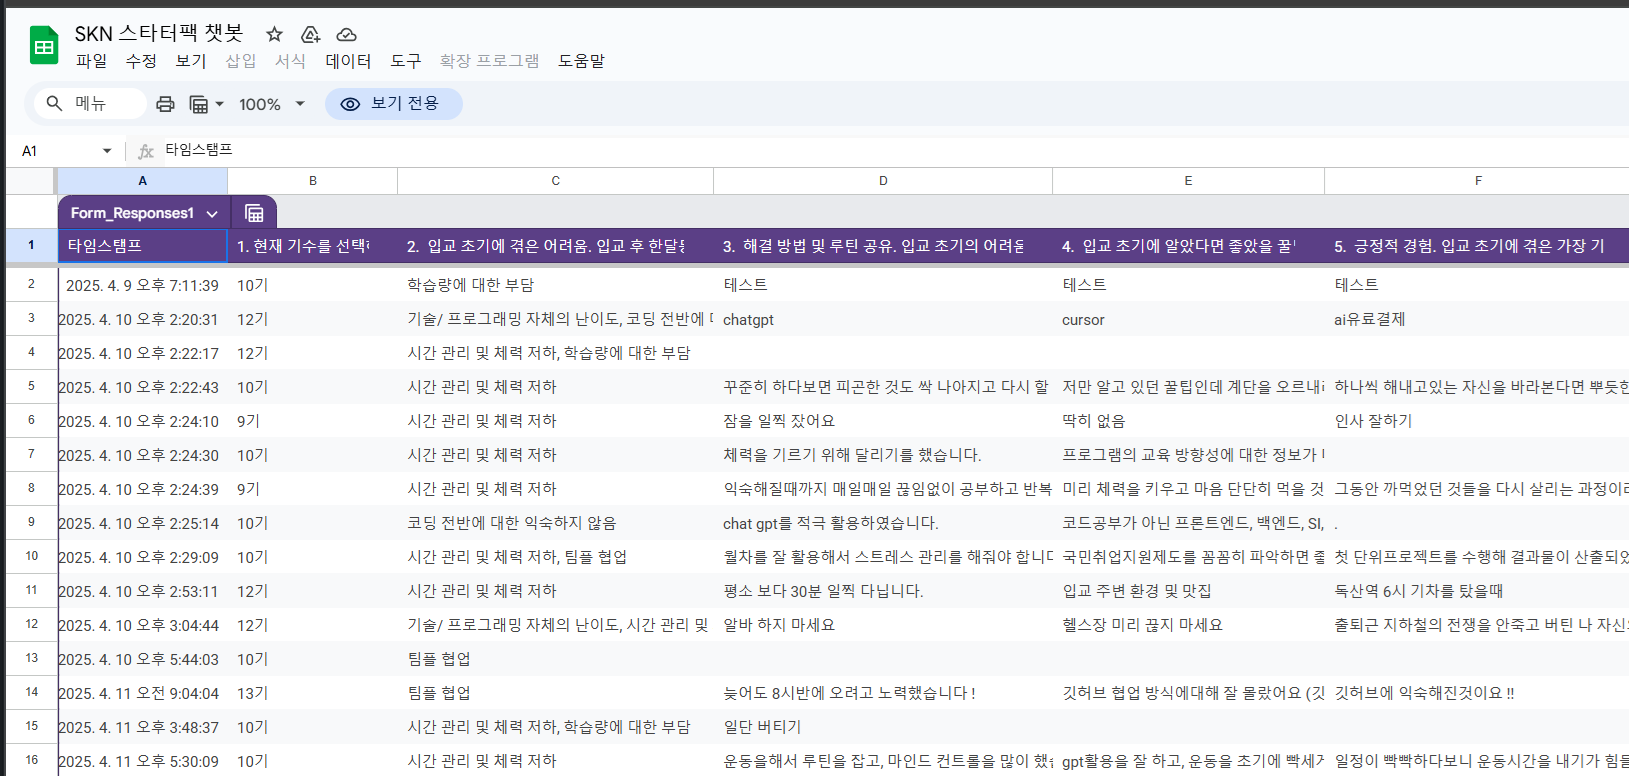 SKN 스타터팩 챗봇
파일 수정 보기 삽입 서식 데이터 도구 확장 프로그램 도움말
메뉴 100% 보기 전용
A1 fx 타임스탬프
A B C D E F
Form_Responses1
1 타임스탬프 1. 현재 기수를 선택 2. 입교 초기에 겪은 어려움. 입교 후 한달 3. 해결 방법 및 루틴 공유. 입교 초기의 어려움 4. 입교 초기에 알았다면 좋았을 꿀 5. 긍정적 경험. 입교 초기에 겪은 가장 기
2 2025. 4. 9 오후 7:11:39 10기 학습량에 대한 부담 테스트 테스트 테스트
3 2025. 4. 10 오후 2:20:31 12기 기술/ 프로그래밍 자체의 난이도, 코딩 전반에 chatgpt cursor ai유료결제
4 2025. 4. 10 오후 2:22:17 12기 시간 관리 및 체력 저하, 학습량에 대한 부담
5 2025. 4. 10 오후 2:22:43 10기 시간 관리 및 체력 저하 꾸준히 하다보면 피곤한 것도 싹 나아지고 다시 할 저만 알고 있던 꿀팁인데 계단을 오르내 하나씩 해내고있는 자신을 바라본다면 뿌듯한
6 2025. 4. 10 오후 2:24:10 9기 시간 관리 및 체력 저하 잠을 일찍 잤어요 딱히 없음 인사 잘하기
7 2025. 4. 10 오후 2:24:30 10기 시간 관리 및 체력 저하 체력을 기르기 위해 달리기를 했습니다. 프로그램의 교육 방향성에 대한 정보가
8 2025. 4. 10 오후 2:24:39 9기 시간 관리 및 체력 저하 익숙해질때까지 매일매일 끊임없이 공부하고 반복 미리 체력을 키우고 마음 단단히 먹을 것 그동안 까먹었던 것들을 다시 살리는 과정이
9 2025. 4. 10 오후 2:25:14 10기 코딩 전반에 대한 익숙하지 않음 chat gpt를 적극 활용하였습니다. 코드공부가 아닌 프론트엔드, 백엔드, SI, .
10 2025. 4. 10 오후 2:29:09 10기 시간 관리 및 체력 저하, 팀플 협업 월차를 잘 활용해서 스트레스 관리를 해줘야 합니다 국민취업지원제도를 꼼꼼히 파악하면 좋 첫 단위프로젝트를 수행해 결과물이 산출되었
11 2025. 4. 10 오후 2:53:11 12기 시간 관리 및 체력 저하 평소 보다 30분 일찍 다닙니다. 입교 주변 환경 및 맛집 독산역 6시 기차를 탔을때
12 2025. 4. 10 오후 3:04:44 12기 기술/ 프로그래밍 자체의 난이도, 시간 관리 및 알바 하지 마세요 헬스장 미리 끊지 마세요 출퇴근 지하철의 전쟁을 안죽고 버틴 나 자신
13 2025. 4. 10 오후 5:44:03 10기 팀플 협업
14 2025. 4. 11 오전 9:04:04 13기 팀플 협업 늦어도 8시반에 오려고 노력했습니다 ! 깃허브 협업 방식에대해 잘 몰랐어요 (깃 깃허브에 익숙해진것이요 !!
15 2025. 4. 11 오후 3:48:37 10기 시간 관리 및 체력 저하, 학습량에 대한 부담 일단 버티기
16 2025. 4. 11 오후 5:30:09 10기 시간 관리 및 체력 저하 운동을해서 루틴을 잡고, 마인드 컨트롤을 많이 했 gpt활용을 잘 하고, 운동을 초기에 빡세게 일정이 빡빡하다보니 운동시간을 내기가 힘들